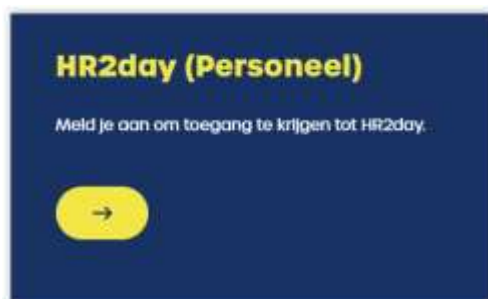 HR2day (Personeel)
Meld je aan om toegang te krijgen tot HR2day.
→